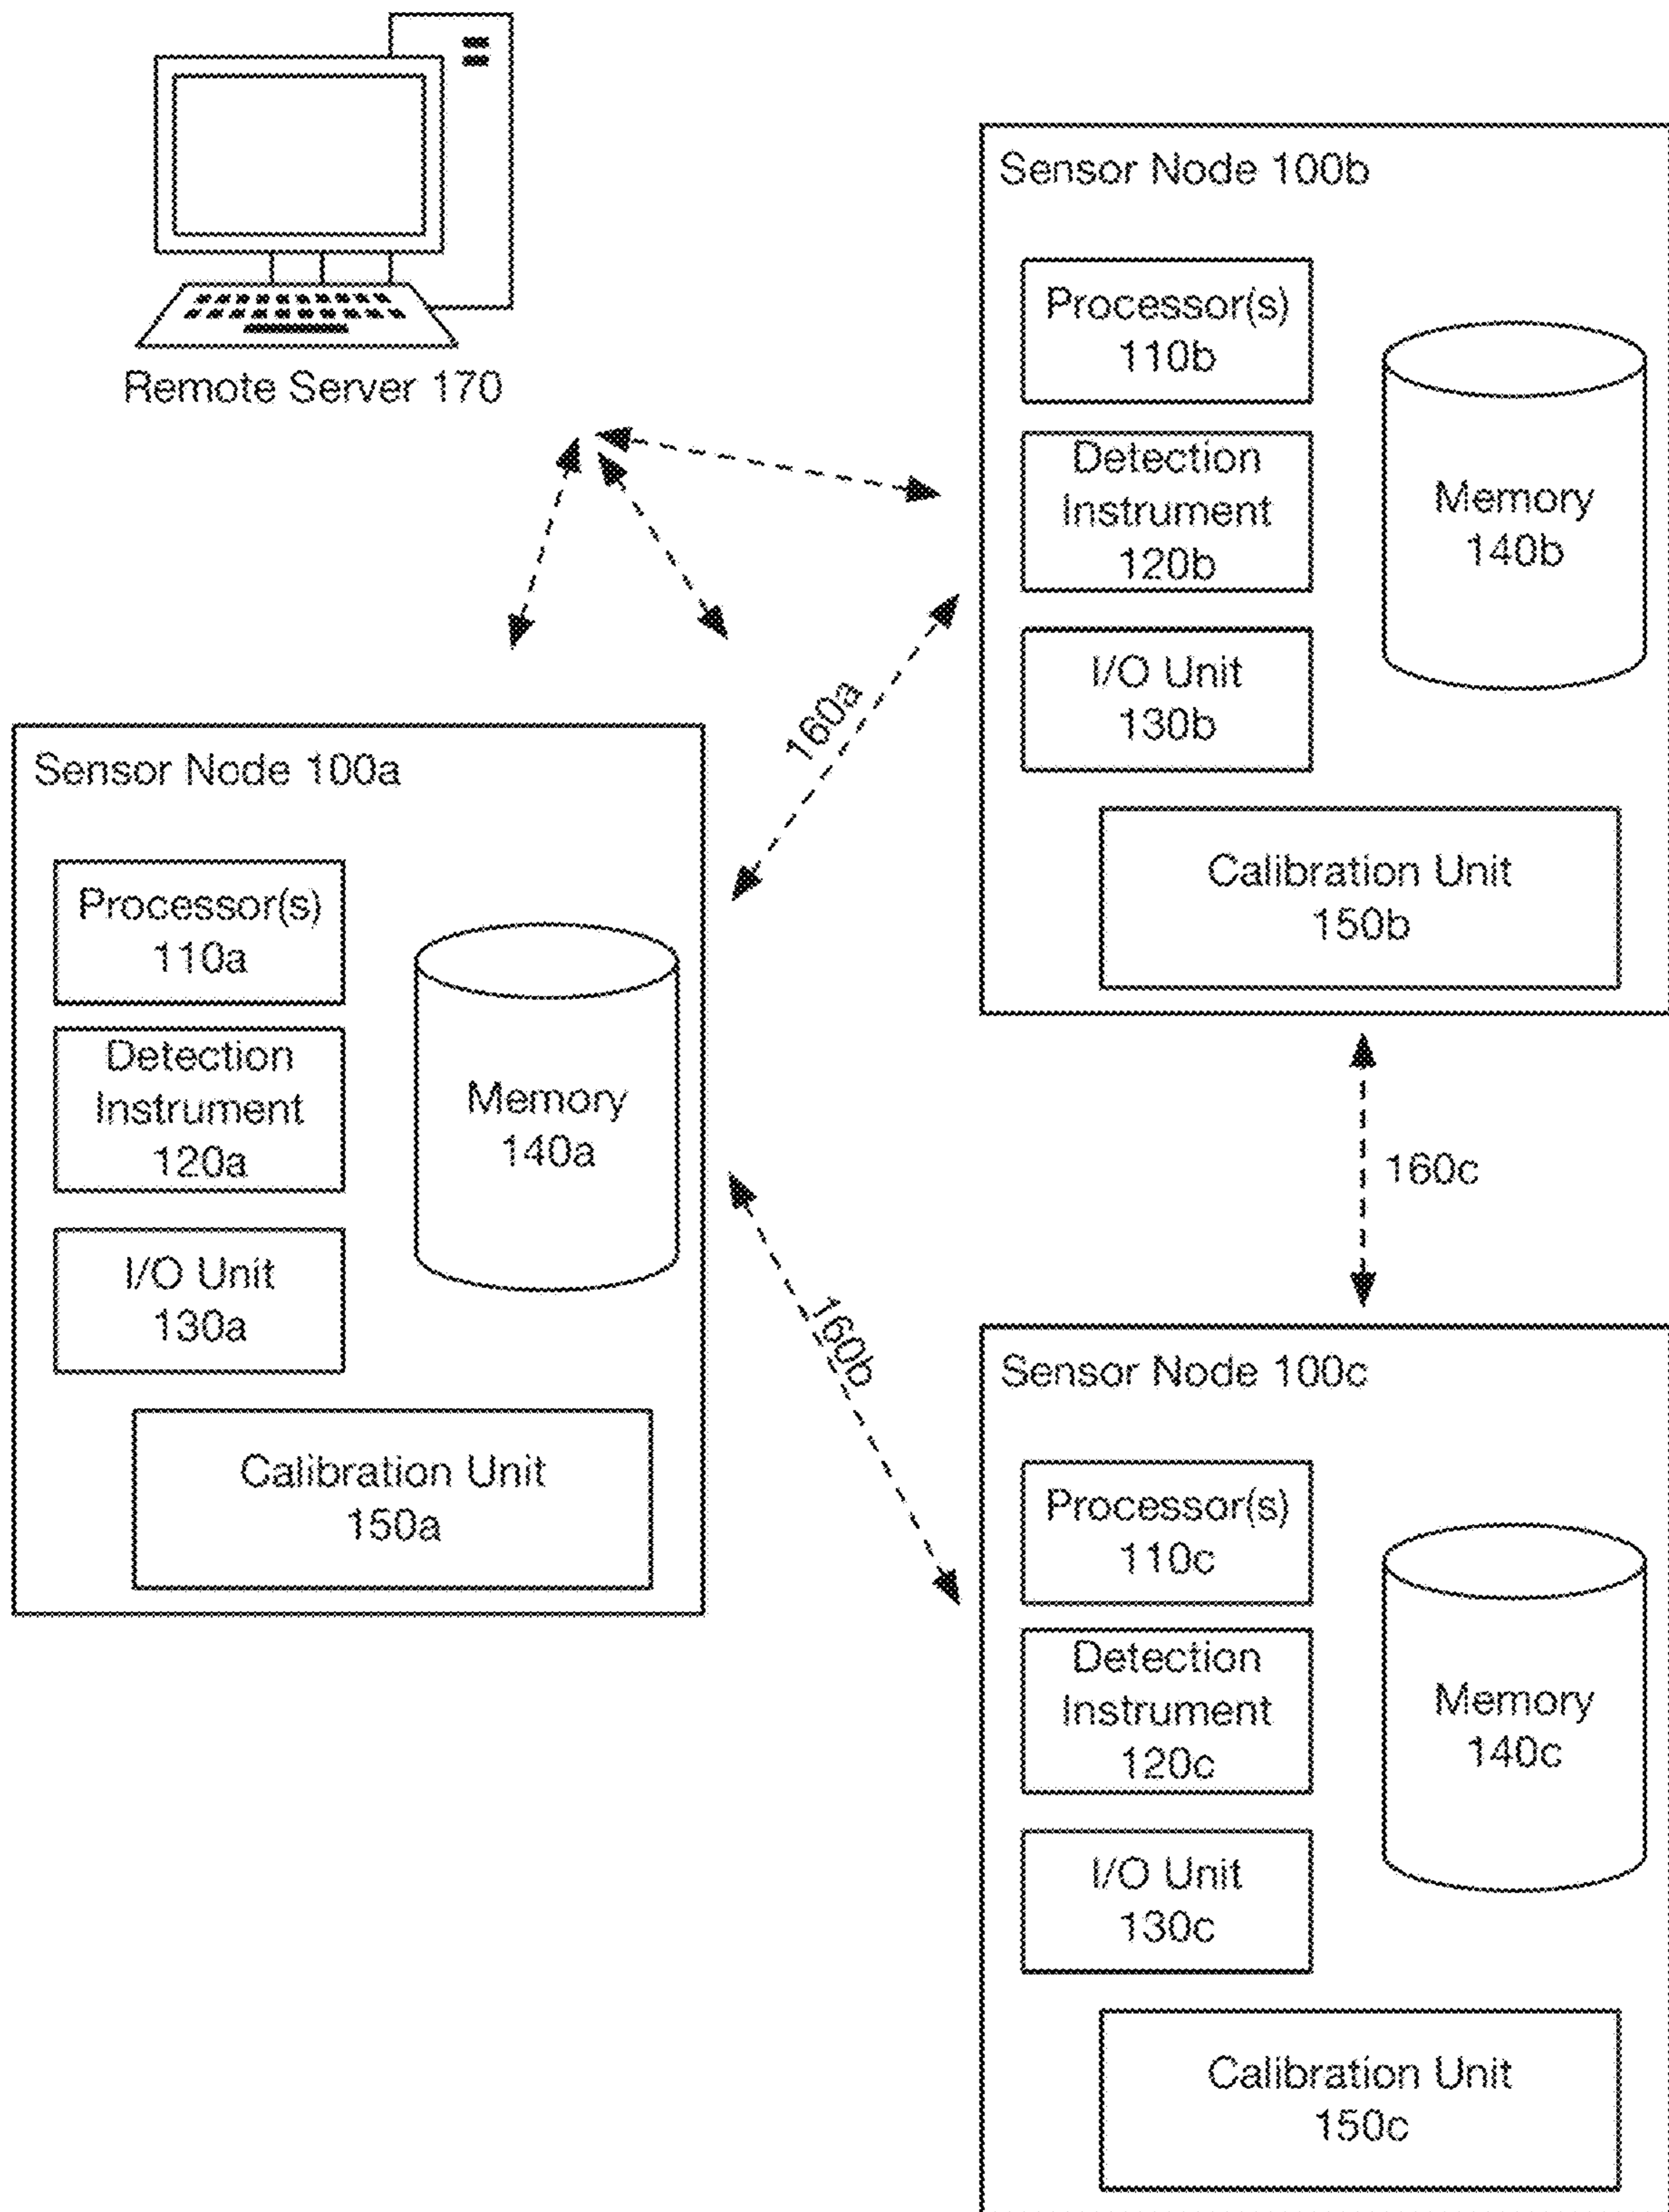 Remote Server 170
Sensor Node 100b
Processor(s)
110b
Detection
Instrument
120b
I/O Unit
130b
Memory
140b
Calibration Unit
150b
160a
Sensor Node 100a
Processor(s)
110a
Detection
Instrument
120a
I/O Unit
130a
Memory
140a
Calibration Unit
150a
160b
160c
Sensor Node 100c
Processor(s)
110c
Detection
Instrument
120c
I/O Unit
130c
Memory
140c
Calibration Unit
150c